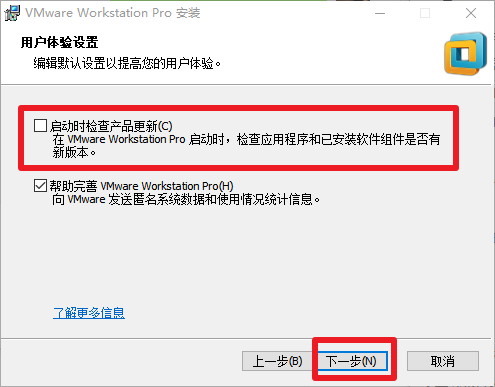 VMware Workstation Pro 安装
用户体验设置
编辑默认设置以提高您的用户体验。
启动时检查产品更新(C)
在 VMware Workstation Pro 启动时，检查应用程序和已安装软件组件是否有
新版本。
帮助完善 VMware Workstation Pro(H)
向 VMware 发送匿名系统数据和使用情况统计信息。
了解更多信息
上一步(B) 下一步(N) 取消